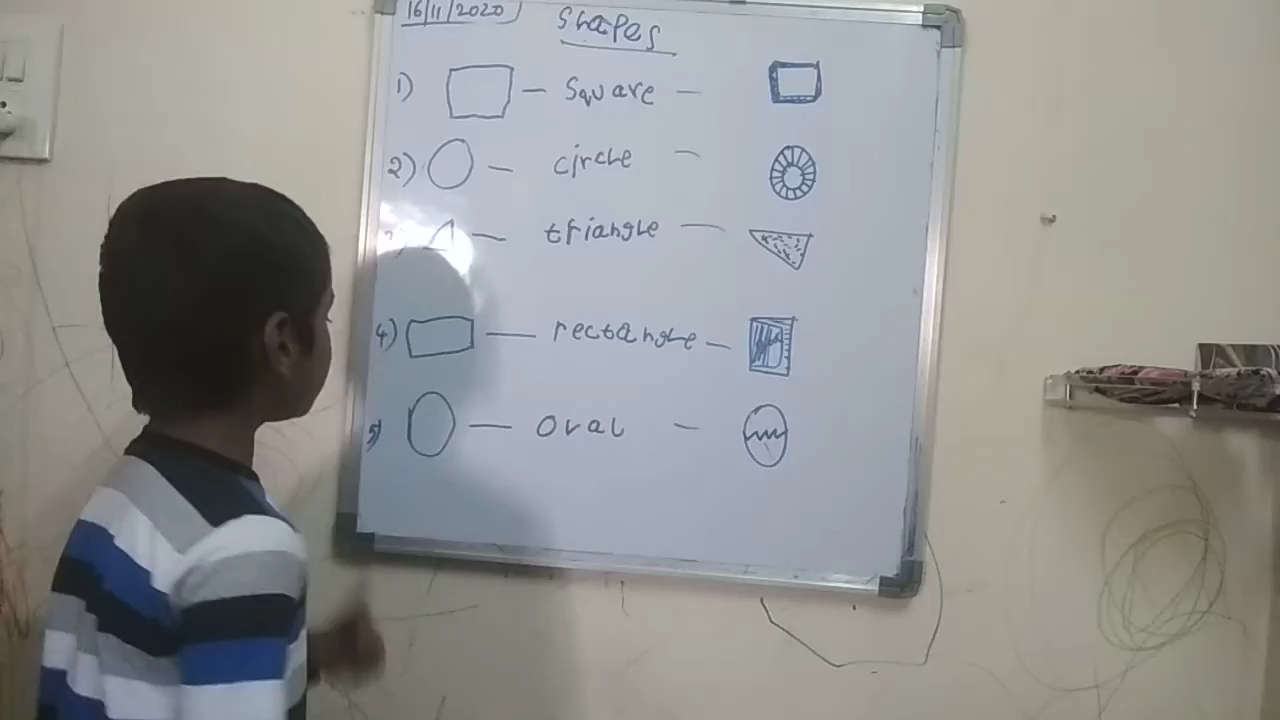 16/11/2020
Shapes
1) — Square —
2) — circle —
3) — triangle —
4) — rectangle —
5) — oval —